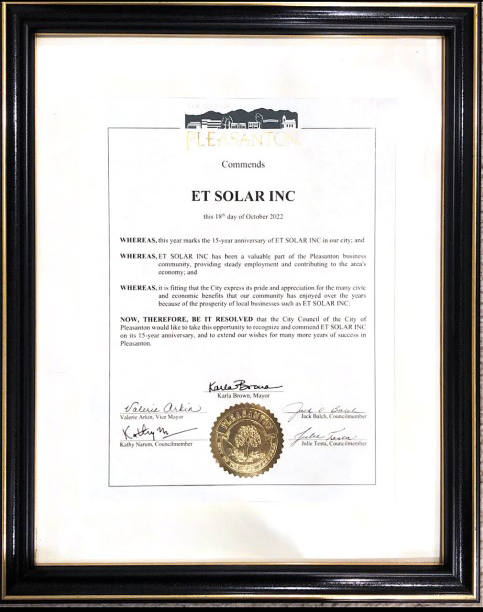 PLEASANTON
Commends
ET SOLAR INC
this 18th day of October 2022
WHEREAS, this year marks the 15-year anniversary of ET SOLAR INC in our city; and
WHEREAS, ET SOLAR INC has been a valuable part of the Pleasanton business
community, providing steady employment and contributing to the area's
economy; and
WHEREAS, it is fitting that the City express its pride and appreciation for the many civic
and economic benefits that our community has enjoyed over the years
because of the prosperity of local businesses such as ET SOLAR INC;
NOW, THEREFORE, BE IT RESOLVED that the City Council of the City of
Pleasanton would like to take this opportunity to recognize and commend ET SOLAR INC
on its 15-year anniversary, and to extend our wishes for many more years of success in
Pleasanton.
Karla Brown
Karla Brown, Mayor
Valerie Arkin
Valerie Arkin, Vice Mayor
Jack Balch, Councilmember
Kathy Narum, Councilmember
Julie Testa
Julie Testa, Councilmember
PLEASANTON